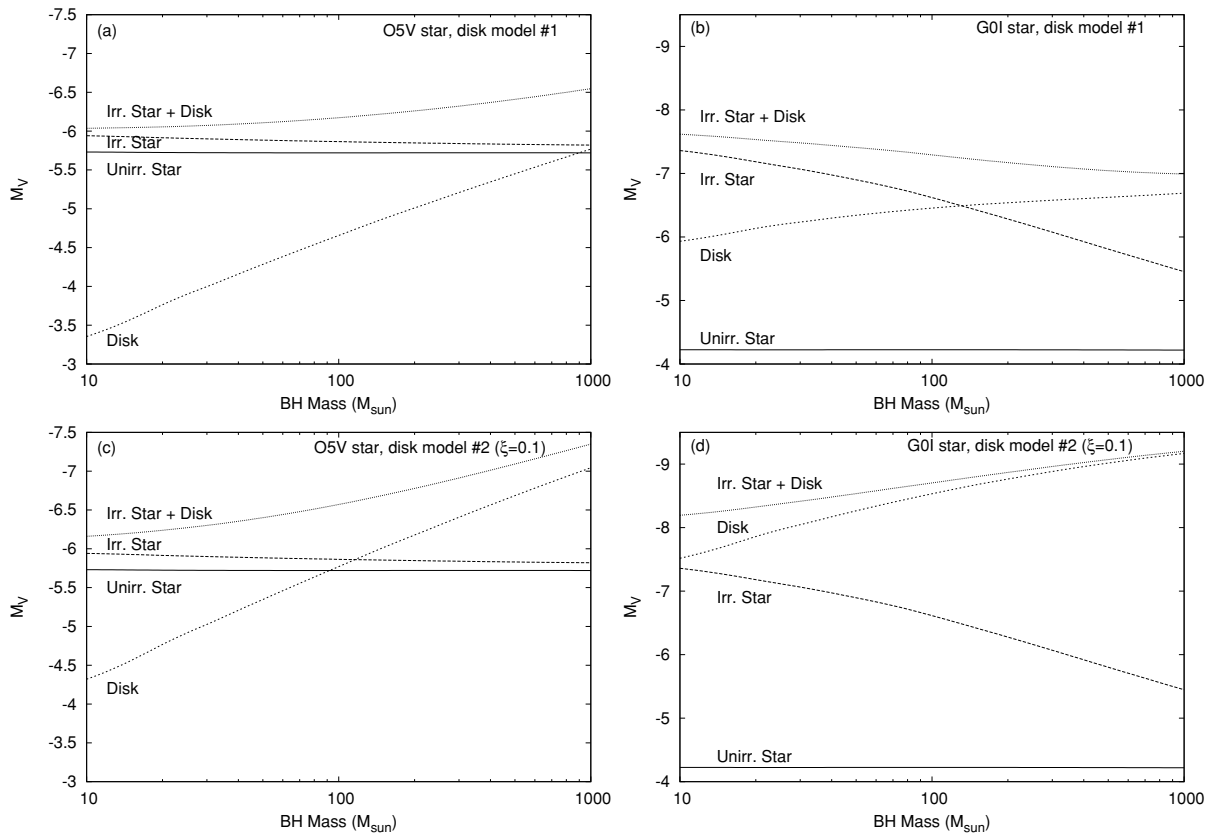 (a)
O5V star, disk model #1
-7.5
-7
-6.5
-6
-5.5
-5
-4.5
-4
-3.5
-3
M_V
Irr. Star + Disk
Irr. Star
Unirr. Star
Disk
10
100
1000
BH Mass (M_sun)
(b)
G0I star, disk model #1
-9
-8
-7
-6
-5
-4
M_V
Irr. Star + Disk
Irr. Star
Disk
Unirr. Star
10
100
1000
BH Mass (M_sun)
(c)
O5V star, disk model #2 (ξ=0.1)
-7.5
-7
-6.5
-6
-5.5
-5
-4.5
-4
-3.5
-3
M_V
Irr. Star + Disk
Irr. Star
Unirr. Star
Disk
10
100
1000
BH Mass (M_sun)
(d)
G0I star, disk model #2 (ξ=0.1)
-9
-8
-7
-6
-5
-4
M_V
Irr. Star + Disk
Disk
Irr. Star
Unirr. Star
10
100
1000
BH Mass (M_sun)